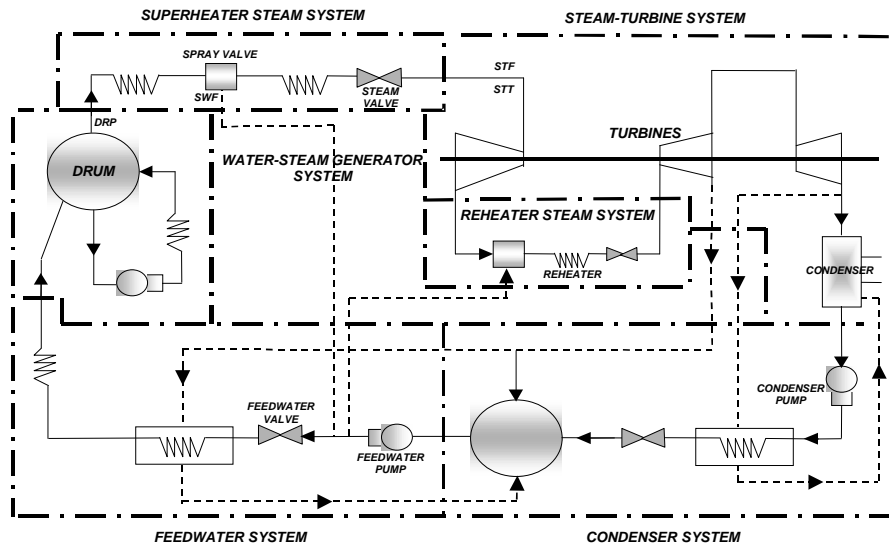 SUPERHEATER STEAM SYSTEM
STEAM-TURBINE SYSTEM
SPRAY VALVE
SWF
STEAM
VALVE
STF
STT
DRP
DRUM
WATER-STEAM GENERATOR
SYSTEM
TURBINES
REHEATER STEAM SYSTEM
REHEATER
CONDENSER
CONDENSER
PUMP
FEEDWATER
VALVE
FEEDWATER
PUMP
FEEDWATER SYSTEM
CONDENSER SYSTEM